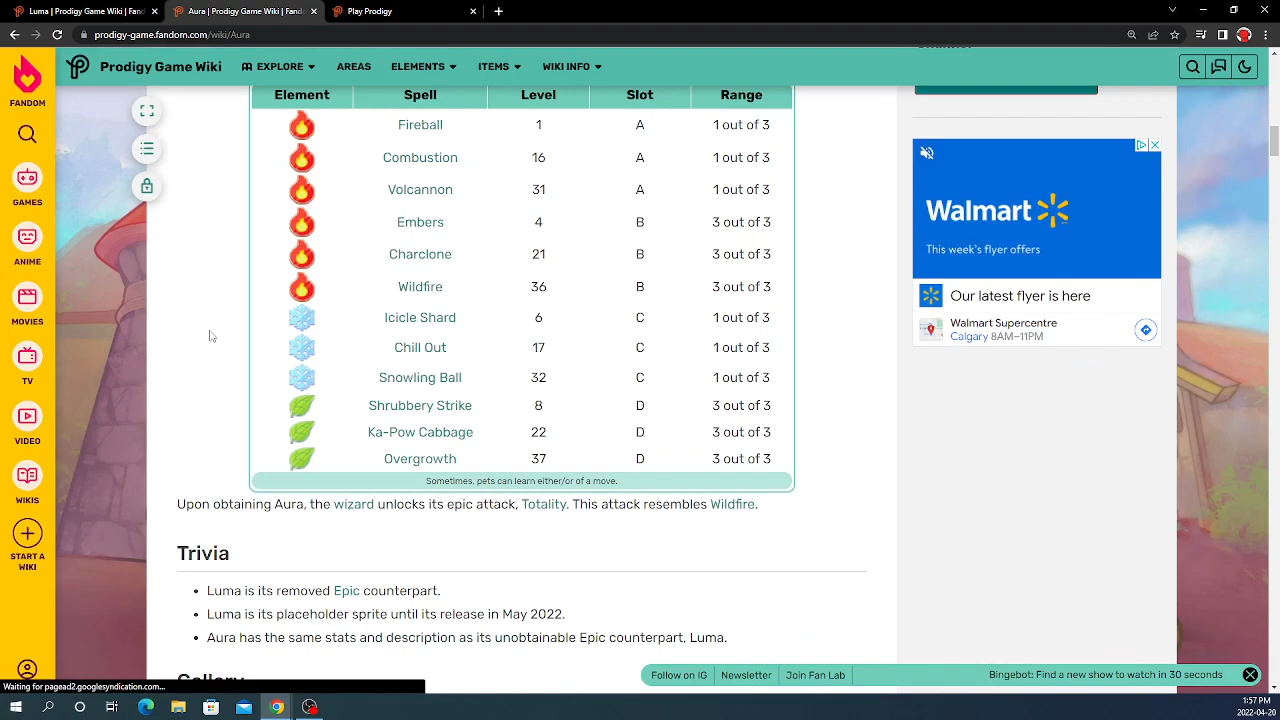 Luma | Prodigy Game Wiki | Fand
Aura | Prodigy Game Wiki | Fand
Play Prodigy
prodigy-game.fandom.com/wiki/Aura
FANDOM
GAMES
ANIME
MOVIES
TV
VIDEO
WIKIS
START A
WIKI
Prodigy Game Wiki
EXPLORE
AREAS
ELEMENTS
ITEMS
WIKI INFO
Element Spell Level Slot Range
Fireball 1 A 1 out of 3
Combustion 16 A 1 out of 3
Volcannon 31 A 1 out of 3
Embers 4 B 3 out of 3
Charclone 21 B 3 out of 3
Wildfire 36 B 3 out of 3
Icicle Shard 6 C 1 out of 3
Chill Out 17 C 1 out of 3
Snowling Ball 32 C 1 out of 3
Shrubbery Strike 8 D 3 out of 3
Ka-Pow Cabbage 22 D 3 out of 3
Overgrowth 37 D 3 out of 3
Sometimes, pets can learn either/or of a move.
Upon obtaining Aura, the wizard unlocks its epic attack, Totality. This attack resembles Wildfire.
Trivia
Luma is its removed Epic counterpart.
Luma is its placeholder sprite until its release in May 2022.
Aura has the same stats and description as its unobtainable Epic counterpart, Luma.
Walmart
This week's flyer offers
Our latest flyer is here
Walmart Supercentre
Calgary 8AM–11PM
Follow on IG
Newsletter
Join Fan Lab
Bingebot: Find a new show to watch in 30 seconds
Waiting for pagead2.googlesyndication.com...
1:57 PM
2022-04-20